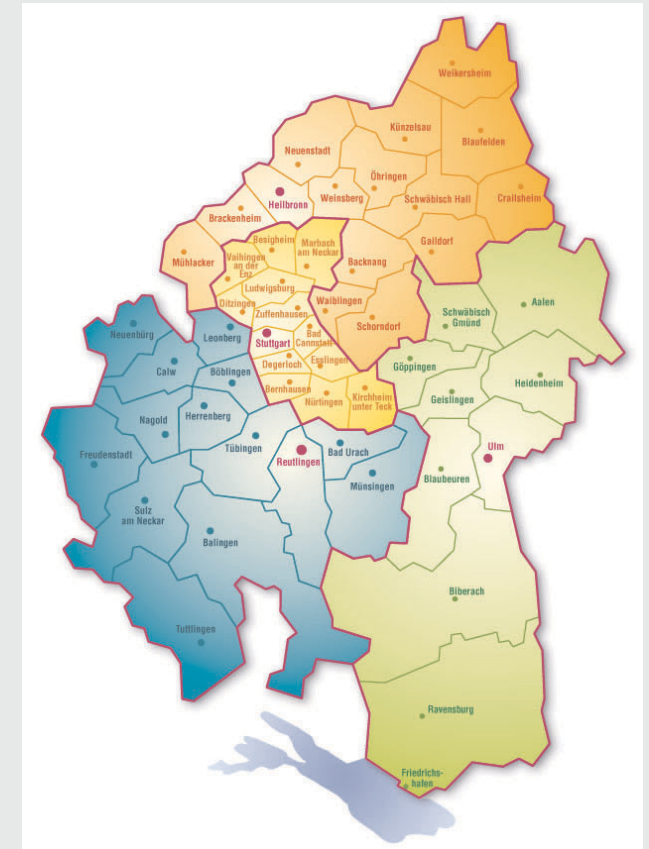 Weikersheim
Künzelsau
Blaufelden
Neuenstadt
Öhringen
Heilbronn
Weinsberg
Schwäbisch Hall
Crailsheim
Brackenheim
Gaildorf
Besigheim
Marbach
am Neckar
Mühlacker
Vaihingen
an der
Enz
Backnang
Ludwigsburg
Ditzingen
Waiblingen
Zuffenhausen
Schorndorf
Schwäbisch
Gmünd
Aalen
Neuenbürg
Leonberg
Stuttgart
Bad
Cannstatt
Calw
Böblingen
Degerloch
Esslingen
Göppingen
Heidenheim
Bernhausen
Nürtingen
Kirchheim
unter Teck
Geislingen
Nagold
Herrenberg
Tübingen
Bad Urach
Ulm
Freudenstadt
Reutlingen
Blaubeuren
Münsingen
Sulz
am Neckar
Balingen
Biberach
Tuttlingen
Ravensburg
Friedrichs-
hafen